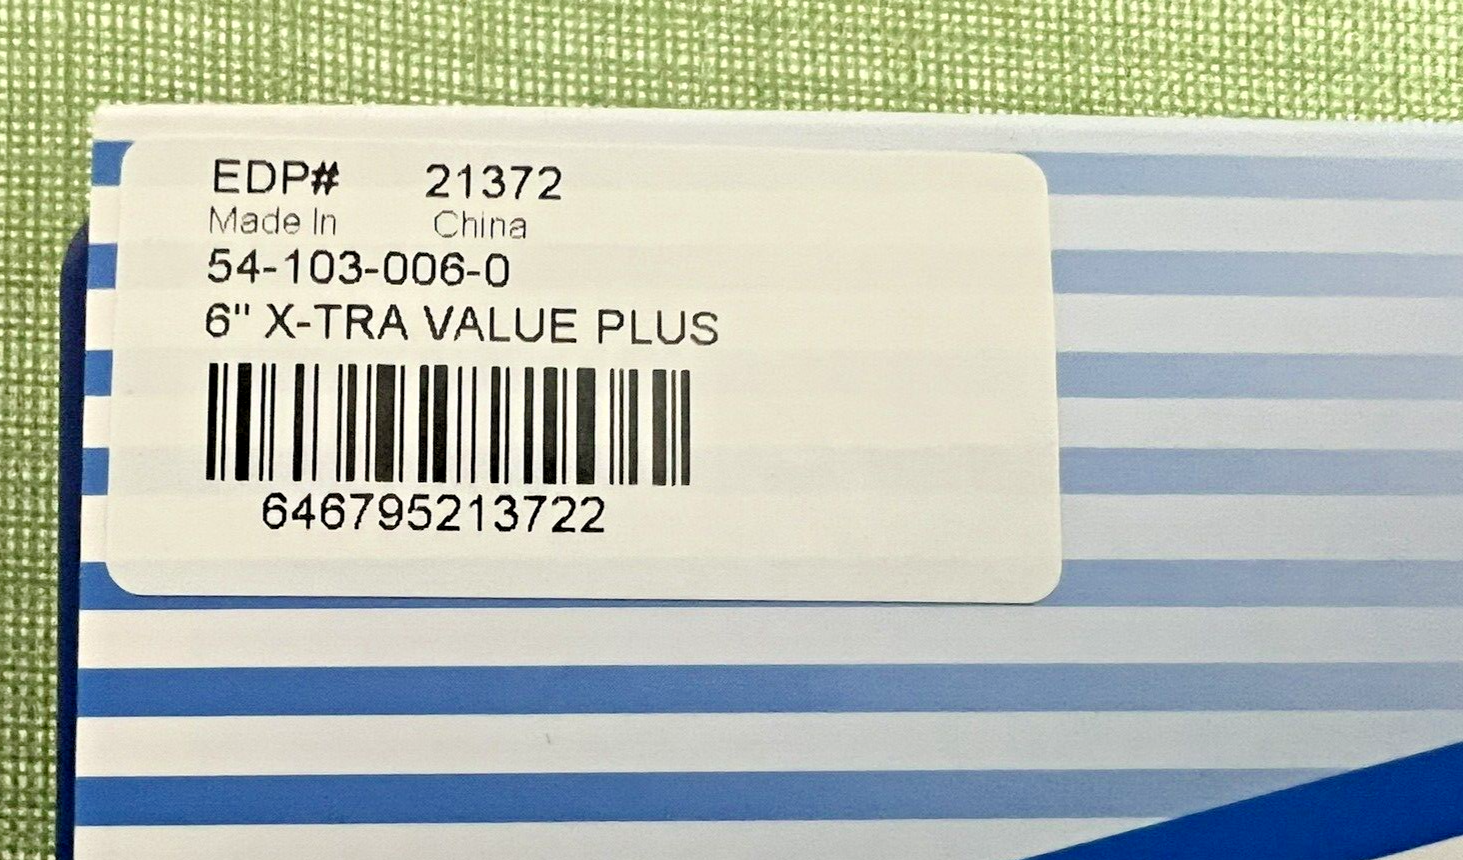 EDP# 21372
Made In China
54-103-006-0
6" X-TRA VALUE PLUS
646795213722